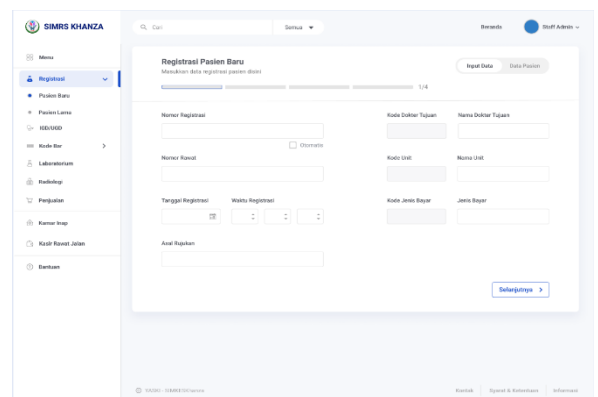 SIMRS KHANZA
Cari
Semua
Beranda
Staff Admin
Menu
Registrasi
Pasien Baru
Pasien Lama
IGD/UGD
Kode Bar
Laboratorium
Radiologi
Penjualan
Kamar Inap
Kasir Rawat Jalan
Bantuan
Registrasi Pasien Baru
Masukkan data registrasi pasien disini
Input Data
Data Pasien
1/4
Nomor Registrasi
Otomatis
Nomor Rawat
Tanggal Registrasi
Waktu Registrasi
Asal Rujukan
Kode Dokter Tujuan
Nama Dokter Tujuan
Kode Unit
Nama Unit
Kode Jenis Bayar
Jenis Bayar
Selanjutnya
Kontak
Syarat & Ketentuan
Informasi